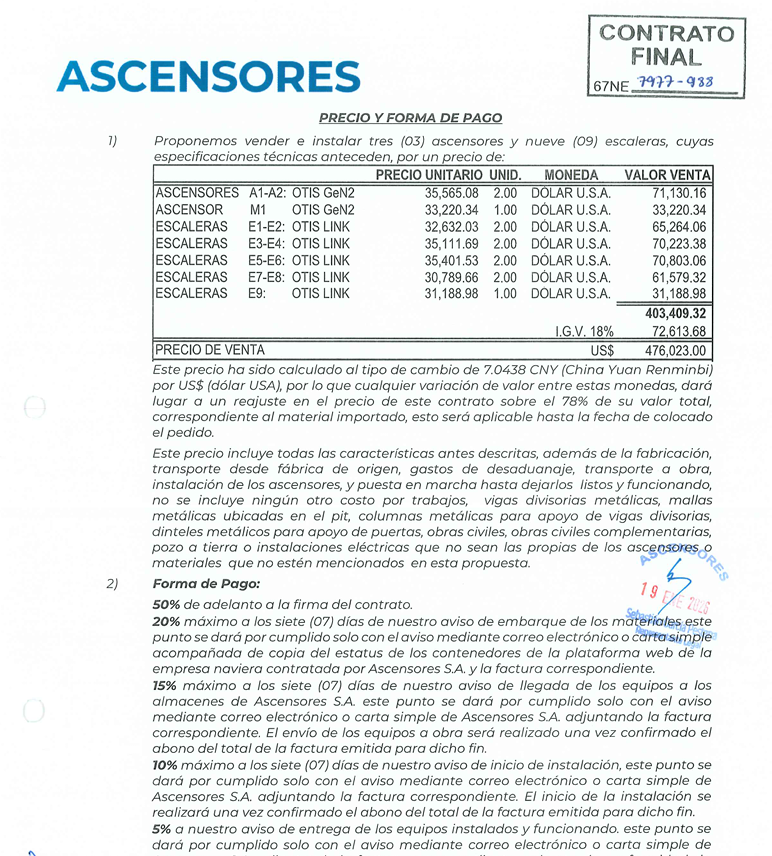 CONTRATO
FINAL
67NE 7977-988
ASCENSORES
PRECIO Y FORMA DE PAGO
1) Proponemos vender e instalar tres (03) ascensores y nueve (09) escaleras, cuyas
especificaciones técnicas anteceden, por un precio de:
PRECIO UNITARIO UNID. MONEDA VALOR VENTA
ASCENSORES A1-A2: OTIS GeN2 35,565.08 2.00 DÓLAR U.S.A. 71,130.16
ASCENSOR M1 OTIS GeN2 33,220.34 1.00 DÓLAR U.S.A. 33,220.34
ESCALERAS E1-E2: OTIS LINK 32,632.03 2.00 DÓLAR U.S.A. 65,264.06
ESCALERAS E3-E4: OTIS LINK 35,111.69 2.00 DÓLAR U.S.A. 70,223.38
ESCALERAS E5-E6: OTIS LINK 35,401.53 2.00 DÓLAR U.S.A. 70,803.06
ESCALERAS E7-E8: OTIS LINK 30,789.66 2.00 DÓLAR U.S.A. 61,579.32
ESCALERAS E9: OTIS LINK 31,188.98 1.00 DÓLAR U.S.A. 31,188.98
403,409.32
I.G.V. 18% 72,613.68
PRECIO DE VENTA US$ 476,023.00
Este precio ha sido calculado al tipo de cambio de 7.0438 CNY (China Yuan Renminbi)
por US$ (dólar USA), por lo que cualquier variación de valor entre estas monedas, dará
lugar a un reajuste en el precio de este contrato sobre el 78% de su valor total,
correspondiente al material importado, esto será aplicable hasta la fecha de colocado
el pedido.
Este precio incluye todas las características antes descritas, además de la fabricación,
transporte desde fábrica de origen, gastos de desaduanaje, transporte a obra,
instalación de los ascensores, y puesta en marcha hasta dejarlos listos y funcionando,
no se incluye ningún otro costo por trabajos, vigas divisorias metálicas, mallas
metálicas ubicadas en el pit, columnas metálicas para apoyo de vigas divisorias,
dinteles metálicos para apoyo de puertas, obras civiles, obras civiles complementarias,
pozo a tierra o instalaciones eléctricas que no sean las propias de los ascensores o
materiales que no estén mencionados en esta propuesta.
ASCENSORES
19 ENE 2026
2) Forma de Pago:
50% de adelanto a la firma del contrato.
20% máximo a los siete (07) días de nuestro aviso de embarque de los materiales este
punto se dará por cumplido solo con el aviso mediante correo electrónico o carta simple
acompañada de copia del estatus de los contenedores de la plataforma web de la
empresa naviera contratada por Ascensores S.A. y la factura correspondiente.
15% máximo a los siete (07) días de nuestro aviso de llegada de los equipos a los
almacenes de Ascensores S.A. este punto se dará por cumplido solo con el aviso
mediante correo electrónico o carta simple de Ascensores S.A. adjuntando la factura
correspondiente. El envío de los equipos a obra será realizado una vez confirmado el
abono del total de la factura emitida para dicho fin.
10% máximo a los siete (07) días de nuestro aviso de inicio de instalación, este punto se
dará por cumplido solo con el aviso mediante correo electrónico o carta simple de
Ascensores S.A. adjuntando la factura correspondiente. El inicio de la instalación se
realizará una vez confirmado el abono del total de la factura emitida para dicho fin.
5% a nuestro aviso de entrega de los equipos instalados y funcionando. este punto se
dará por cumplido solo con el aviso mediante correo electrónico o carta simple de